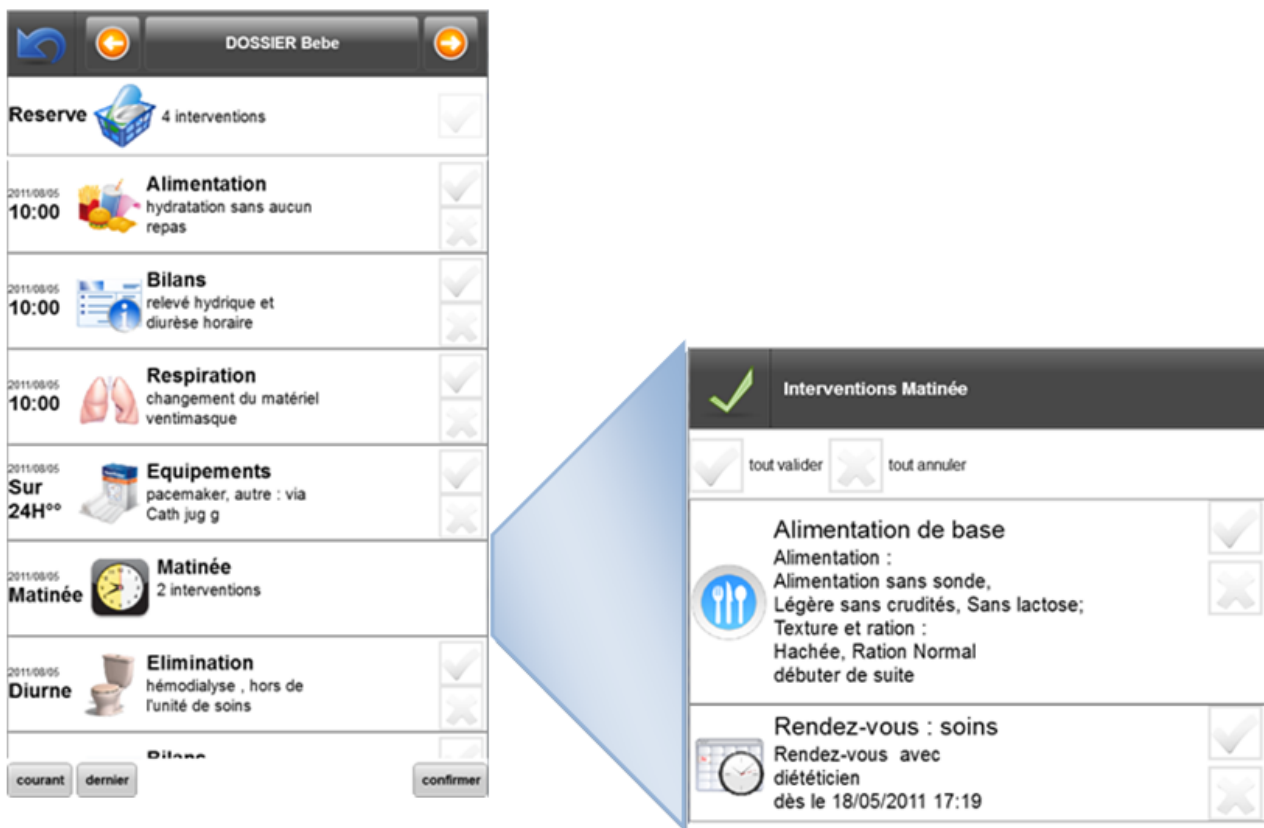 DOSSIER Bebe
Reserve
4 interventions
2011/08/05
10:00
Alimentation
hydratation sans aucun
repas
2011/08/05
10:00
Bilans
relevé hydrique et
diurèse horaire
2011/08/05
10:00
Respiration
changement du matériel
ventimasque
2011/08/05
Sur
24H°°
Equipements
pacemaker, autre : via
Cath jug g
2011/08/05
Matinée
Matinée
2 interventions
2011/08/05
Diurne
Elimination
hémodialyse , hors de
l'unité de soins
Bilans
courant
dernier
confirmer
Interventions Matinée
tout valider
tout annuler
Alimentation de base
Alimentation :
Alimentation sans sonde,
Légère sans crudités, Sans lactose;
Texture et ration :
Hachée, Ration Normal
débuter de suite
Rendez-vous : soins
Rendez-vous avec
diététicien
dès le 18/05/2011 17:19